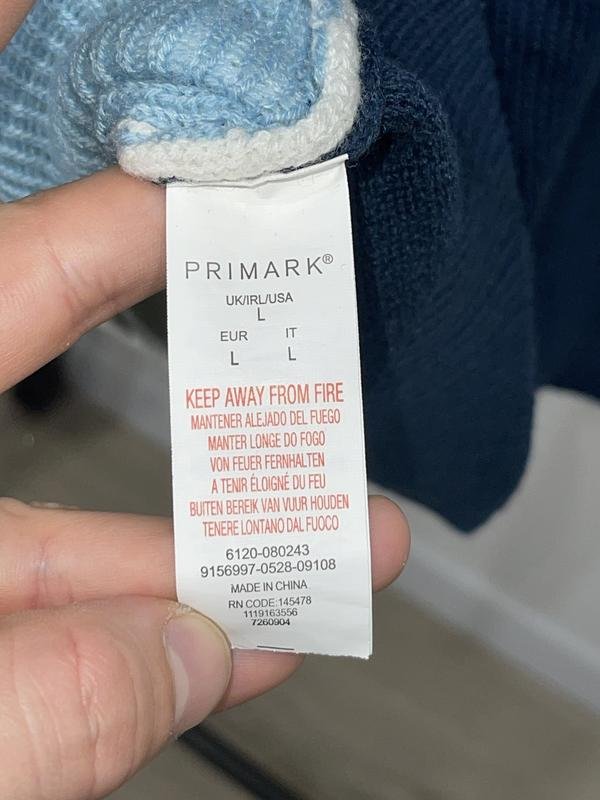 PRIMARK®
UK/IRL/USA
L
EUR IT
L L
KEEP AWAY FROM FIRE
MANTENER ALEJADO DEL FUEGO
MANTER LONGE DO FOGO
VON FEUER FERNHALTEN
A TENIR ÉLOIGNÉ DU FEU
BUITEN BEREIK VAN VUUR HOUDEN
TENERE LONTANO DAL FUOCO
6120-080243
9156997-0528-09108
MADE IN CHINA
RN CODE:145478
1119163556
7260904